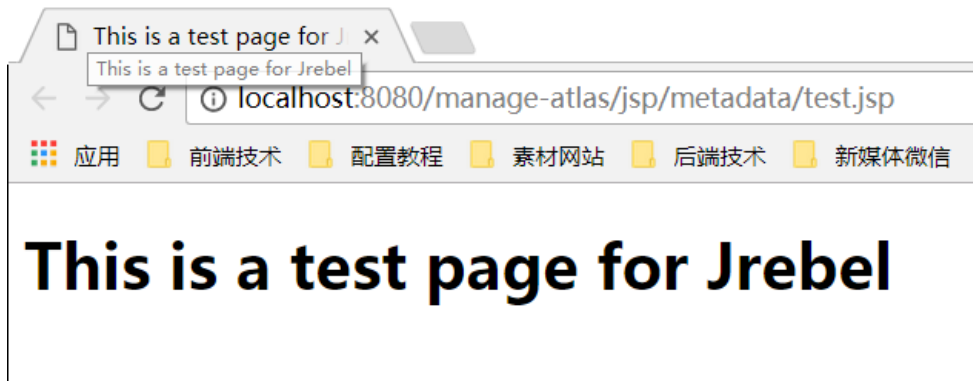 This is a test page for J
This is a test page for Jrebel
localhost:8080/manage-atlas/jsp/metadata/test.jsp
应用 前端技术 配置教程 素材网站 后端技术 新媒体微信
This is a test page for Jrebel